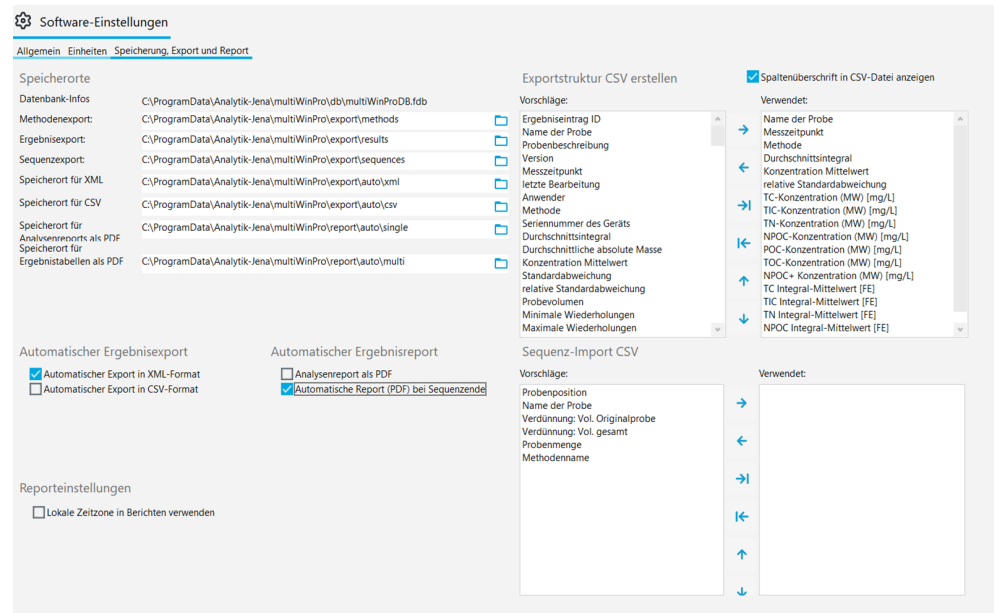 Software-Einstellungen
Allgemein Einheiten Speicherung, Export und Report
Speicherorte
Datenbank-Infos C:\ProgramData\Analytik-Jena\multiWinPro\db\multiWinProDB.fdb
Methodenexport: C:\ProgramData\Analytik-Jena\multiWinPro\export\methods
Ergebnisexport: C:\ProgramData\Analytik-Jena\multiWinPro\export\results
Sequenzexport: C:\ProgramData\Analytik-Jena\multiWinPro\export\sequences
Speicherort für XML C:\ProgramData\Analytik-Jena\multiWinPro\export\auto\xml
Speicherort für CSV C:\ProgramData\Analytik-Jena\multiWinPro\export\auto\csv
Speicherort für C:\ProgramData\Analytik-Jena\multiWinPro\report\auto\single
Analysenreports als PDF
Speicherort für
Ergebnistabellen als PDF C:\ProgramData\Analytik-Jena\multiWinPro\report\auto\multi
Automatischer Ergebnisexport
Automatischer Export in XML-Format
Automatischer Export in CSV-Format
Automatischer Ergebnisreport
Analysenreport als PDF
Automatische Report (PDF) bei Sequenzende
Reporteinstellungen
Lokale Zeitzone in Berichten verwenden
Exportstruktur CSV erstellen
Spaltenüberschrift in CSV-Datei anzeigen
Vorschläge:
Ergebniseintrag ID
Name der Probe
Probenbeschreibung
Version
Messzeitpunkt
letzte Bearbeitung
Anwender
Methode
Seriennummer des Geräts
Durchschnittsintegral
Durchschnittliche absolute Masse
Konzentration Mittelwert
Standardabweichung
relative Standardabweichung
Probevolumen
Minimale Wiederholungen
Maximale Wiederholungen
Verwendet:
Name der Probe
Messzeitpunkt
Methode
Durchschnittsintegral
Konzentration Mittelwert
relative Standardabweichung
TC-Konzentration (MW) [mg/L]
TIC-Konzentration (MW) [mg/L]
TN-Konzentration (MW) [mg/L]
NPOC-Konzentration (MW) [mg/L]
POC-Konzentration (MW) [mg/L]
TOC-Konzentration (MW) [mg/L]
NPOC+ Konzentration (MW) [mg/L]
TC Integral-Mittelwert [FE]
TIC Integral-Mittelwert [FE]
TN Integral-Mittelwert [FE]
NPOC Integral-Mittelwert [FE]
Sequenz-Import CSV
Vorschläge:
Probenposition
Name der Probe
Verdünnung: Vol. Originalprobe
Verdünnung: Vol. gesamt
Probenmenge
Methodenname
Verwendet: